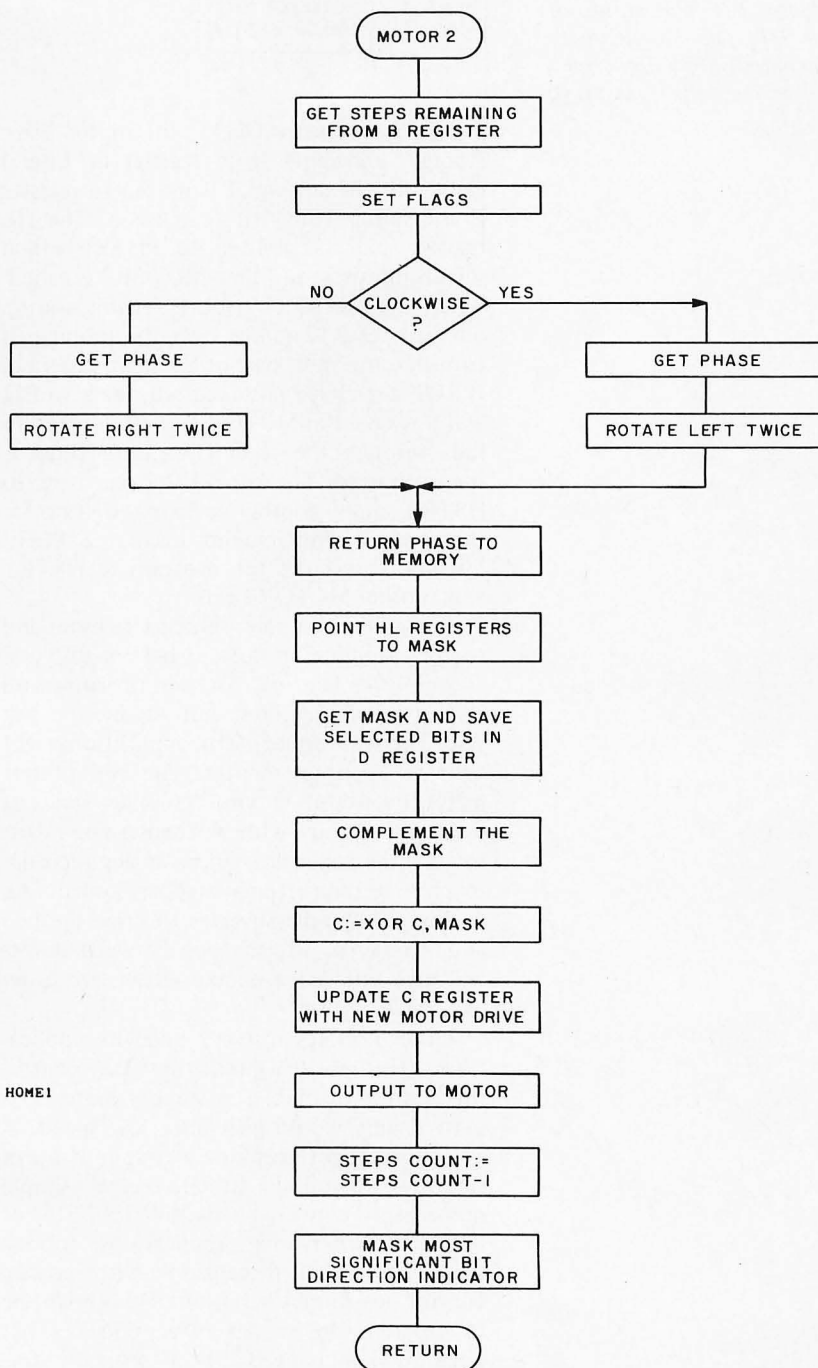 MOTOR 2
GET STEPS REMAINING
FROM B REGISTER
SET FLAGS
NO
CLOCKWISE
?
YES
GET PHASE
GET PHASE
ROTATE RIGHT TWICE
ROTATE LEFT TWICE
RETURN PHASE TO
MEMORY
POINT HL REGISTERS
TO MASK
GET MASK AND SAVE
SELECTED BITS IN
D REGISTER
COMPLEMENT THE
MASK
C:=XOR C,MASK
UPDATE C REGISTER
WITH NEW MOTOR DRIVE
HOME1
OUTPUT TO MOTOR
STEPS COUNT:=
STEPS COUNT-1
MASK MOST
SIGNIFICANT BIT
DIRECTION INDICATOR
RETURN